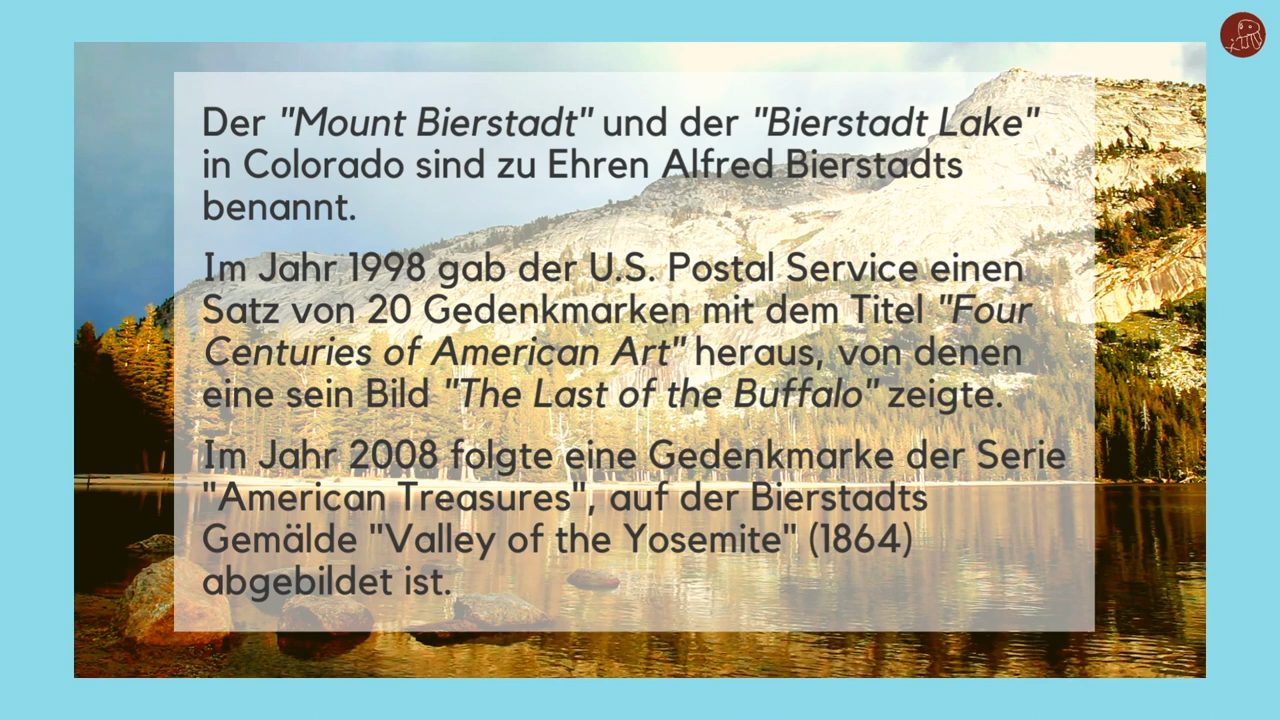 Der "Mount Bierstadt" und der "Bierstadt Lake"
in Colorado sind zu Ehren Alfred Bierstadts
benannt.
Im Jahr 1998 gab der U.S. Postal Service einen
Satz von 20 Gedenkmarken mit dem Titel "Four
Centuries of American Art" heraus, von denen
eine sein Bild "The Last of the Buffalo" zeigte.
Im Jahr 2008 folgte eine Gedenkmarke der Serie
"American Treasures", auf der Bierstadts
Gemälde "Valley of the Yosemite" (1864)
abgebildet ist.